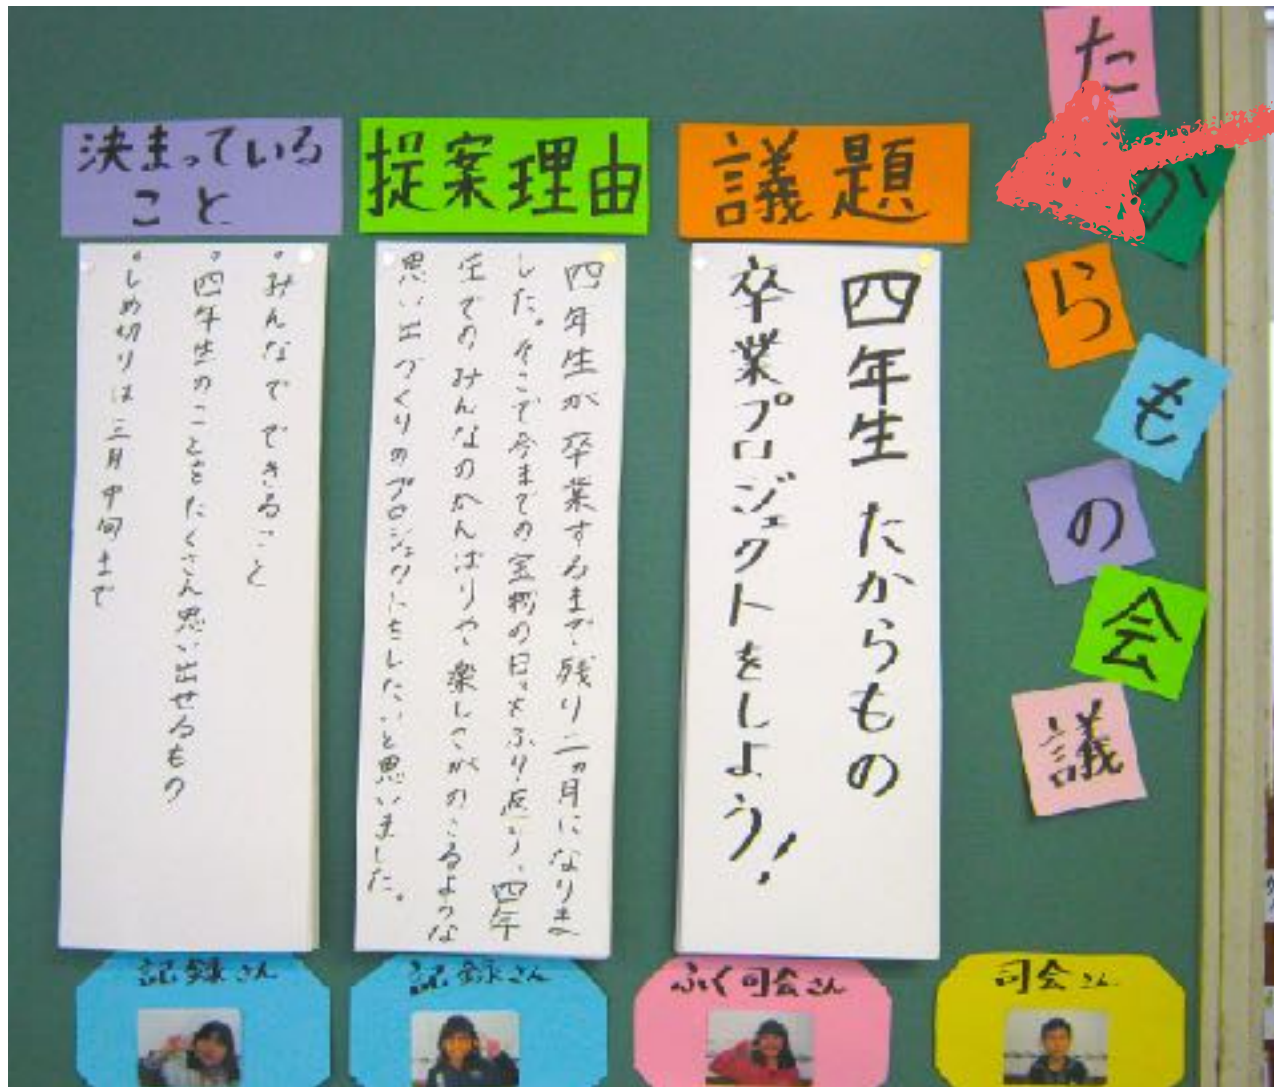 たからもの会議
議題
四年生 たからもの
卒業プロジェクトをしよう！
提案理由
四年生が卒業するまで残り二ヵ月になりま
した。そこで今までの宝物の日々をふり返り、四年
生でのみんなのがんばりや楽しさがのこるような
思い出づくりのプロジェクトをしたいと思いました。
決まっている
こと
・みんなでできること
・四年生のことをたくさん思い出せるもの
・しめ切りは三月中旬まで
司会さん
ふく司会さん
記録さん
記録さん